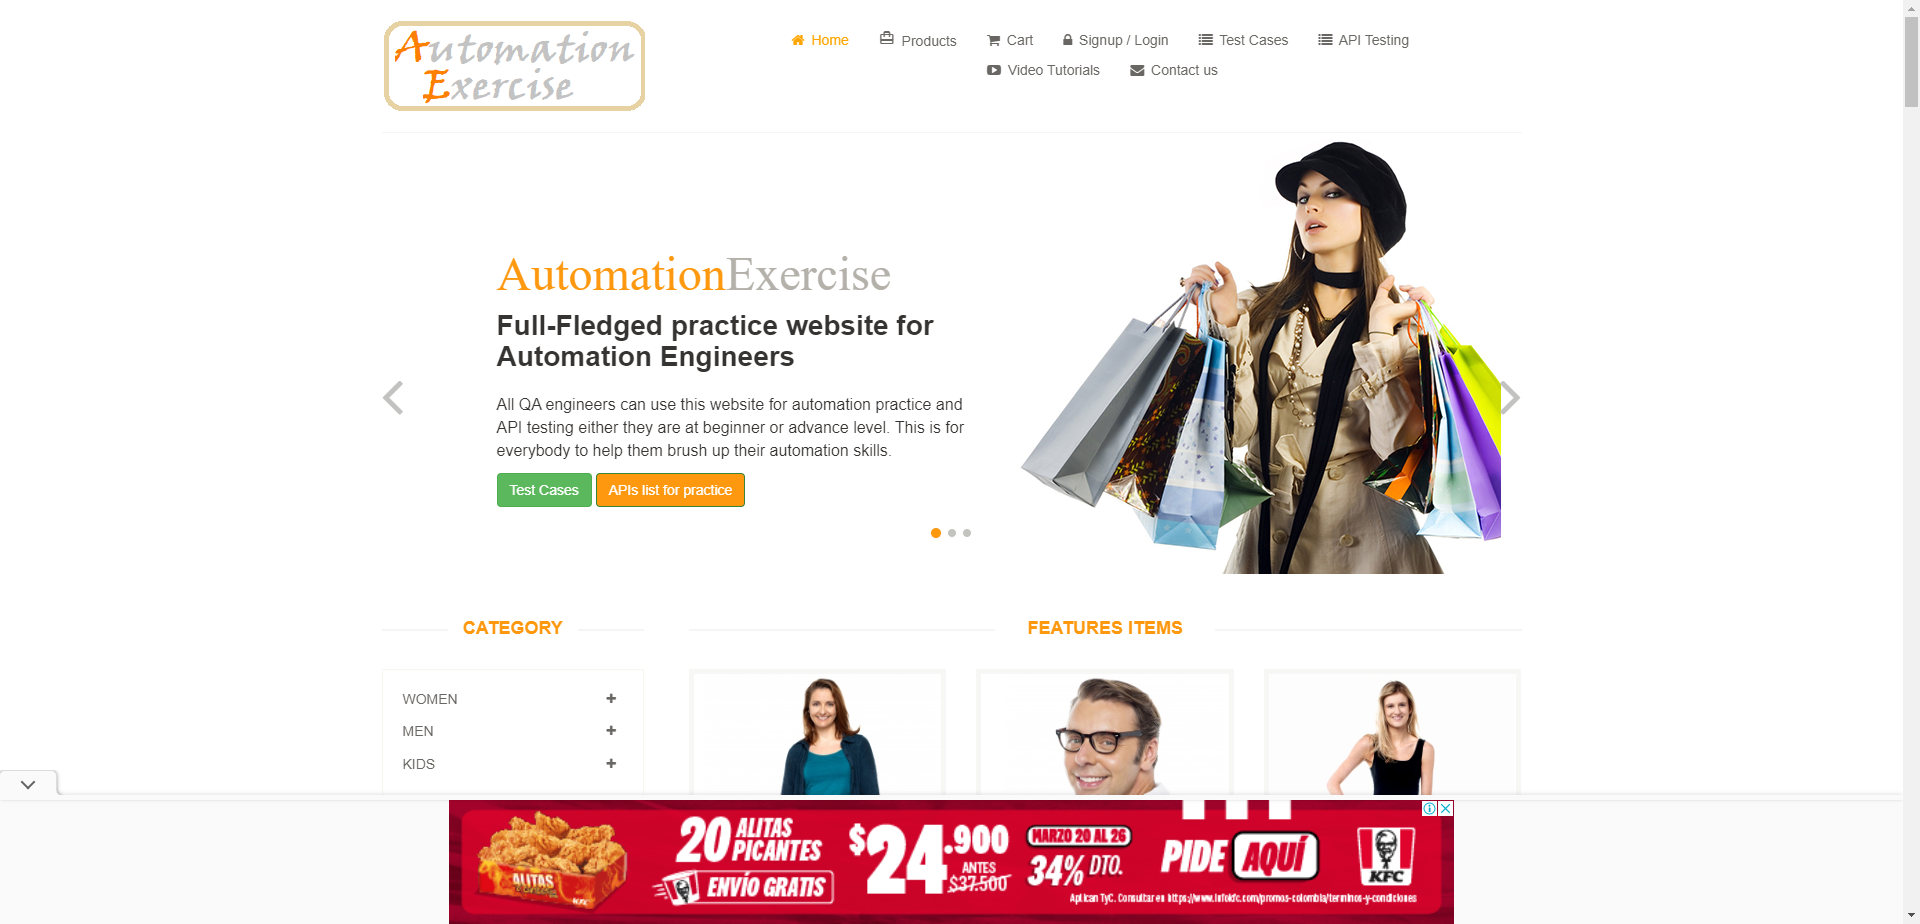 Automation
Exercise
Home
Products
Cart
Signup / Login
Test Cases
API Testing
Video Tutorials
Contact us
AutomationExercise
Full-Fledged practice website for
Automation Engineers
All QA engineers can use this website for automation practice and
API testing either they are at beginner or advance level. This is for
everybody to help them brush up their automation skills.
Test Cases
APIs list for practice
CATEGORY
FEATURES ITEMS
WOMEN
MEN
KIDS
ALITAS
KFC
20 ALITAS
PICANTES
ENVÍO GRATIS
$24.900
ANTES
$37.500
MARZO 20 AL 26
34% DTO.
PIDE AQUÍ
KFC
Aplican TyC. Consultar en https://www.infokfc.com/promos-colombia/terminos-y-condiciones